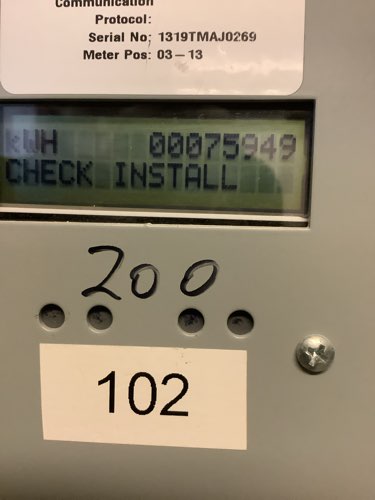 Communication
Protocol:
Serial No: 1319TMAJ0269
Meter Pos: 03-13
kWH 00075949
CHECK INSTALL
200
102